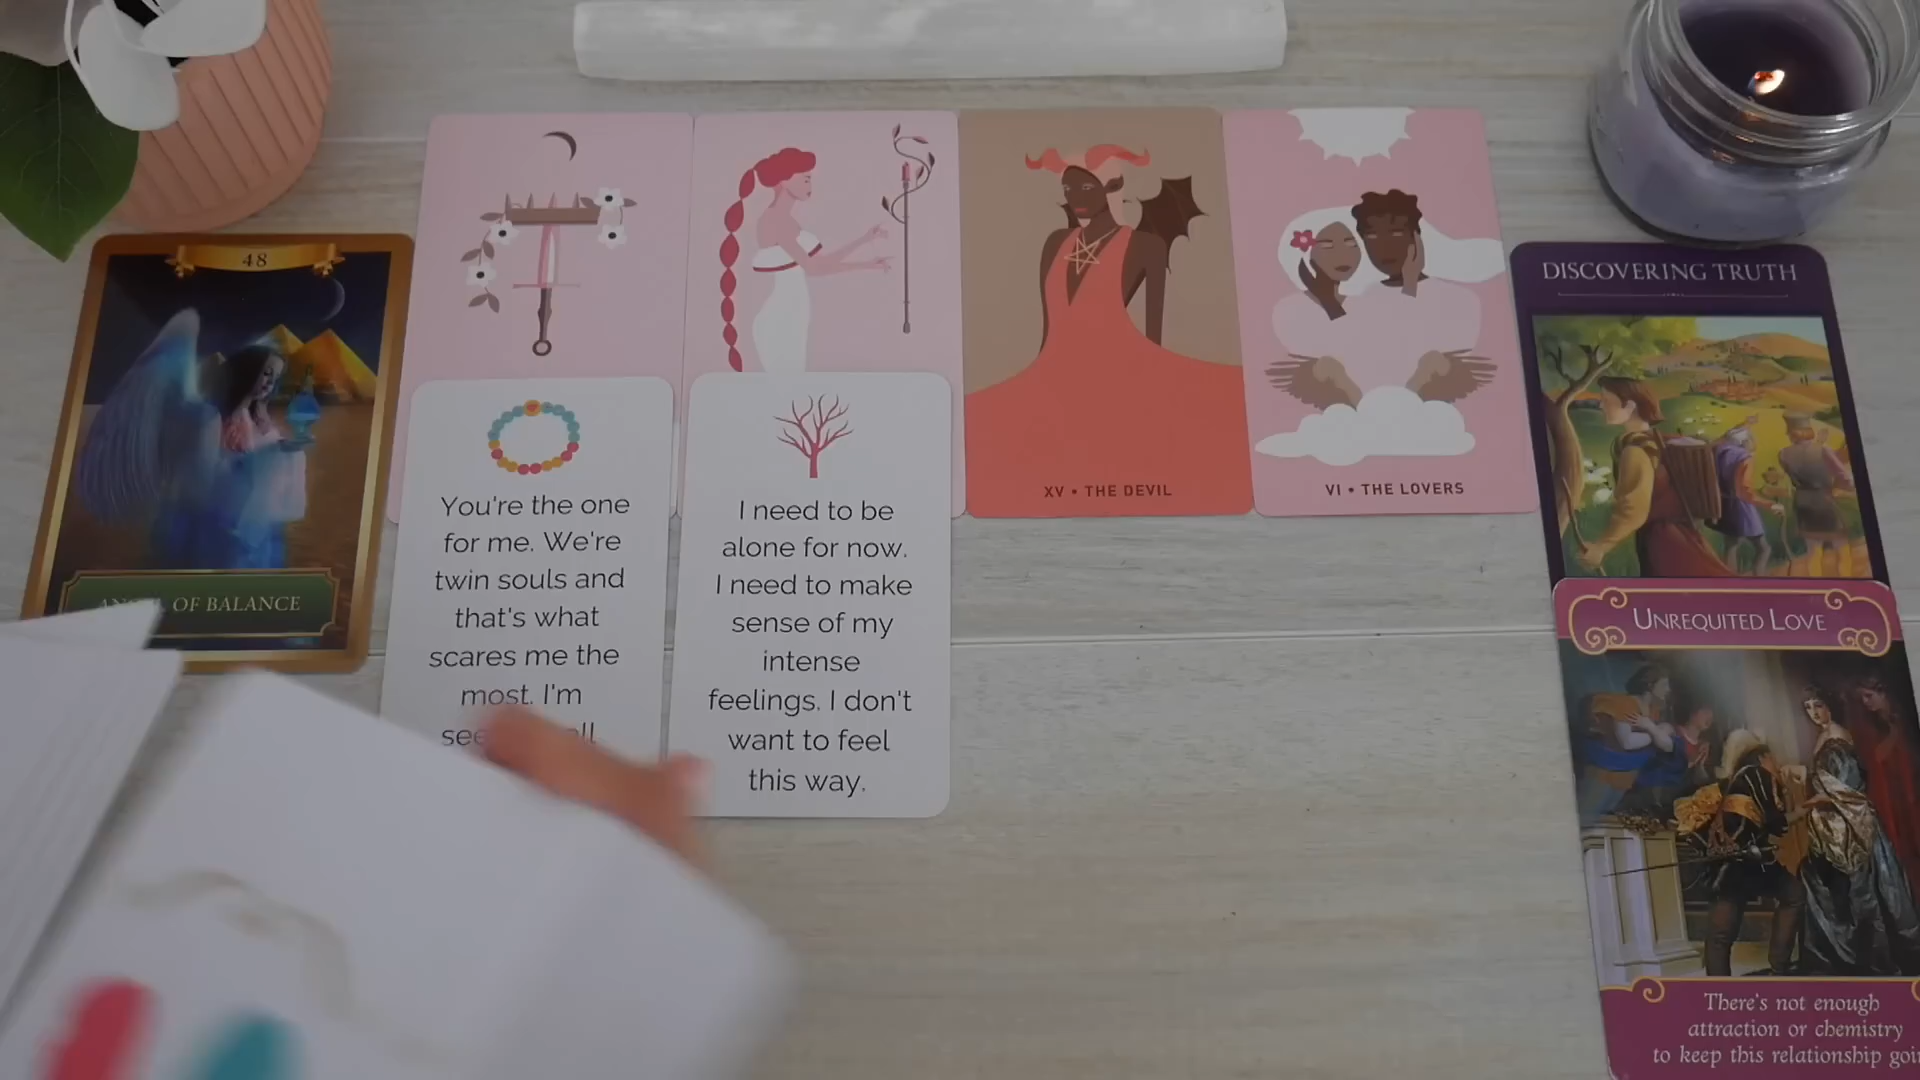 48
OF BALANCE
You're the one
for me. We're
twin souls and
that's what
scares me the
most. I'm
I need to be
alone for now.
I need to make
sense of my
intense
feelings. I don't
want to feel
this way.
XV • THE DEVIL
VI • THE LOVERS
DISCOVERING TRUTH
UNREQUITED LOVE
There's not enough
attraction or chemistry
to keep this relationship